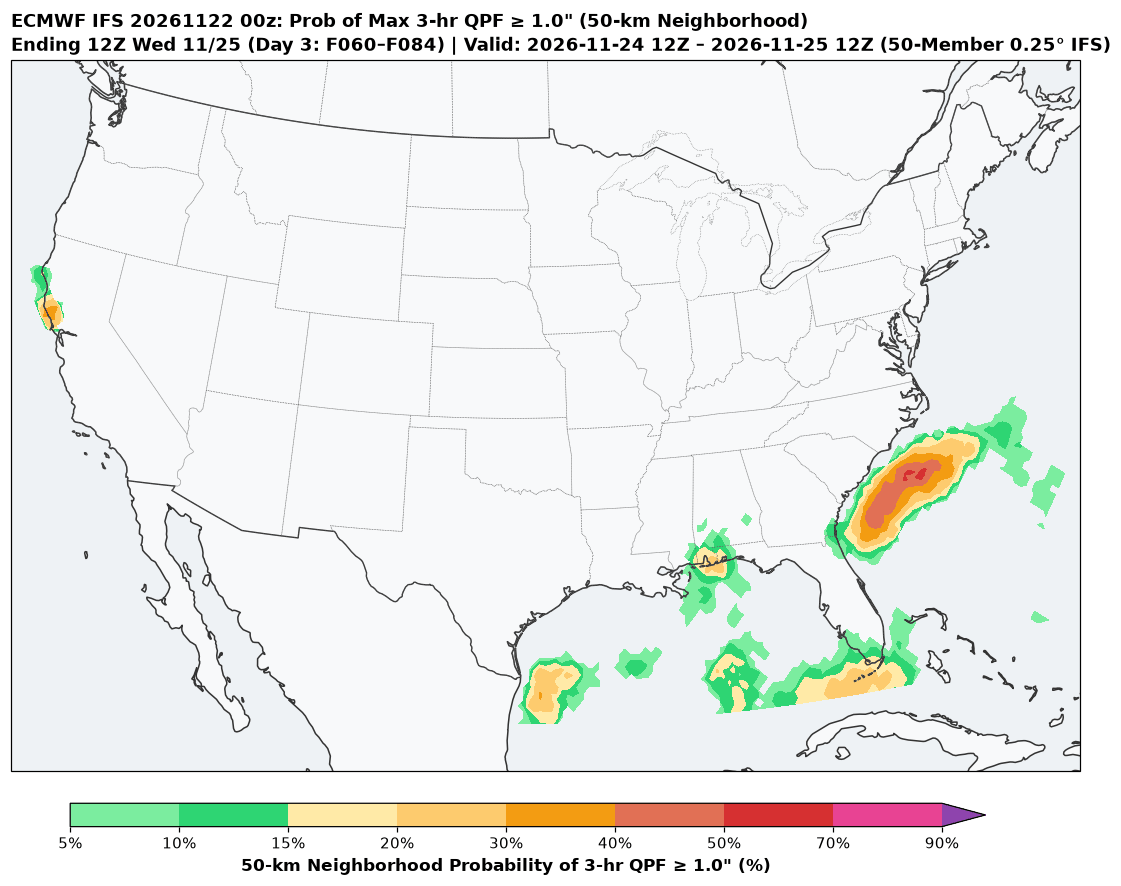 ECMWF IFS 20261122 00z: Prob of Max 3-hr QPF ≥ 1.0" (50-km Neighborhood)
Ending 12Z Wed 11/25 (Day 3: F060–F084) | Valid: 2026-11-24 12Z – 2026-11-25 12Z (50-Member 0.25° IFS)
5% 10% 15% 20% 30% 40% 50% 70% 90%
50-km Neighborhood Probability of 3-hr QPF ≥ 1.0" (%)